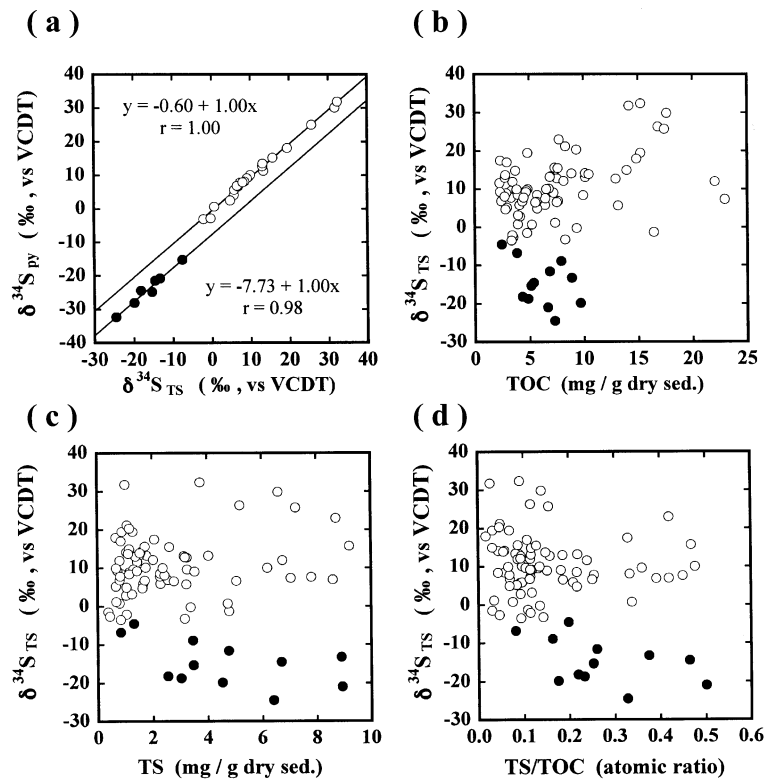 ( a )
40
30
20
10
0
-10
-20
-30
-40
y = -0.60 + 1.00x
r = 1.00
y = -7.73 + 1.00x
r = 0.98
δ 34S py ( ‰ , vs VCDT)
-30 -20 -10 0 10 20 30 40
δ 34S TS ( ‰ , vs VCDT)
( b )
40
30
20
10
0
-10
-20
-30
δ 34S TS ( ‰ , vs VCDT)
0 5 10 15 20 25
TOC (mg / g dry sed.)
( c )
40
30
20
10
0
-10
-20
-30
δ 34S TS ( ‰ , vs VCDT)
0 2 4 6 8 10
TS (mg / g dry sed.)
( d )
40
30
20
10
0
-10
-20
-30
δ 34S TS ( ‰ , vs VCDT)
0.0 0.1 0.2 0.3 0.4 0.5 0.6
TS/TOC (atomic ratio)